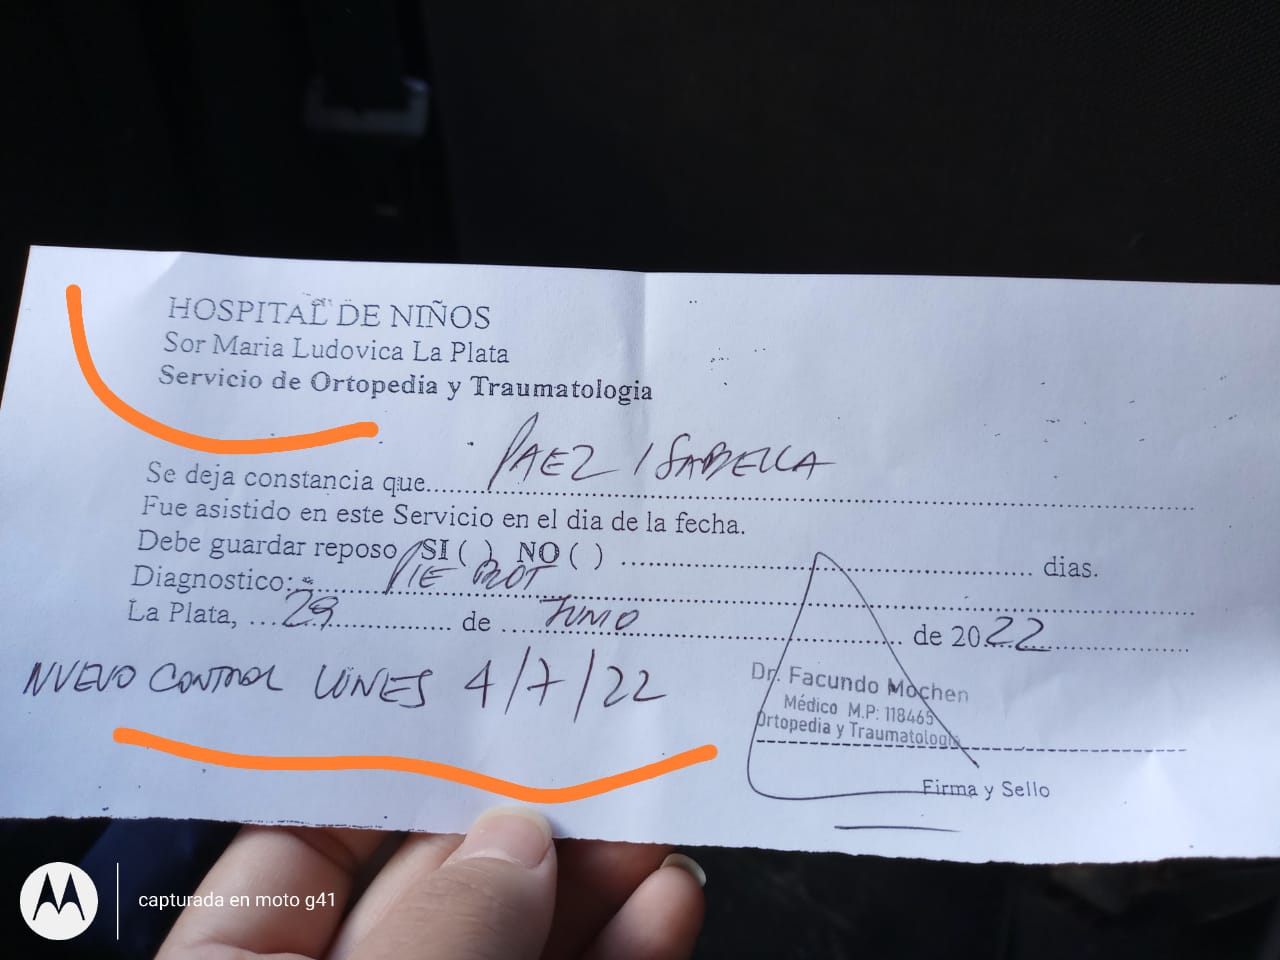 HOSPITAL DE NIÑOS
Sor Maria Ludovica La Plata
Servicio de Ortopedia y Traumatologia
Se deja constancia que PAEZ ISABELLA
Fue asistido en este Servicio en el dia de la fecha.
Debe guardar reposo SI ( ) NO ( ) dias.
Diagnostico: PIE BOT
La Plata, 29 de JUNIO de 2022
NUEVO CONTROL LUNES 4/7/22
Dr. Facundo Mochen
Médico M.P: 118465
Ortopedia y Traumatologia
Firma y Sello
capturada en moto g41